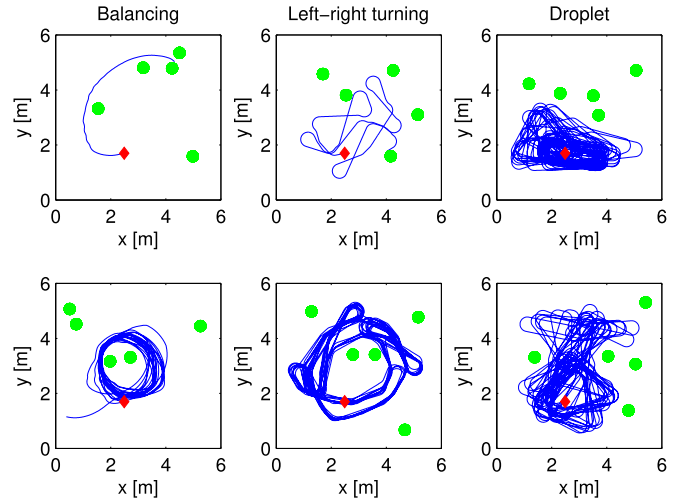 Balancing Left−right turning Droplet
6 6 6
4 4 4
y [m] y [m] y [m]
2 2 2
0 0 0
0 2 4 6 0 2 4 6 0 2 4 6
x [m] x [m] x [m]
6 6 6
4 4 4
y [m] y [m] y [m]
2 2 2
0 0 0
0 2 4 6 0 2 4 6 0 2 4 6
x [m] x [m] x [m]